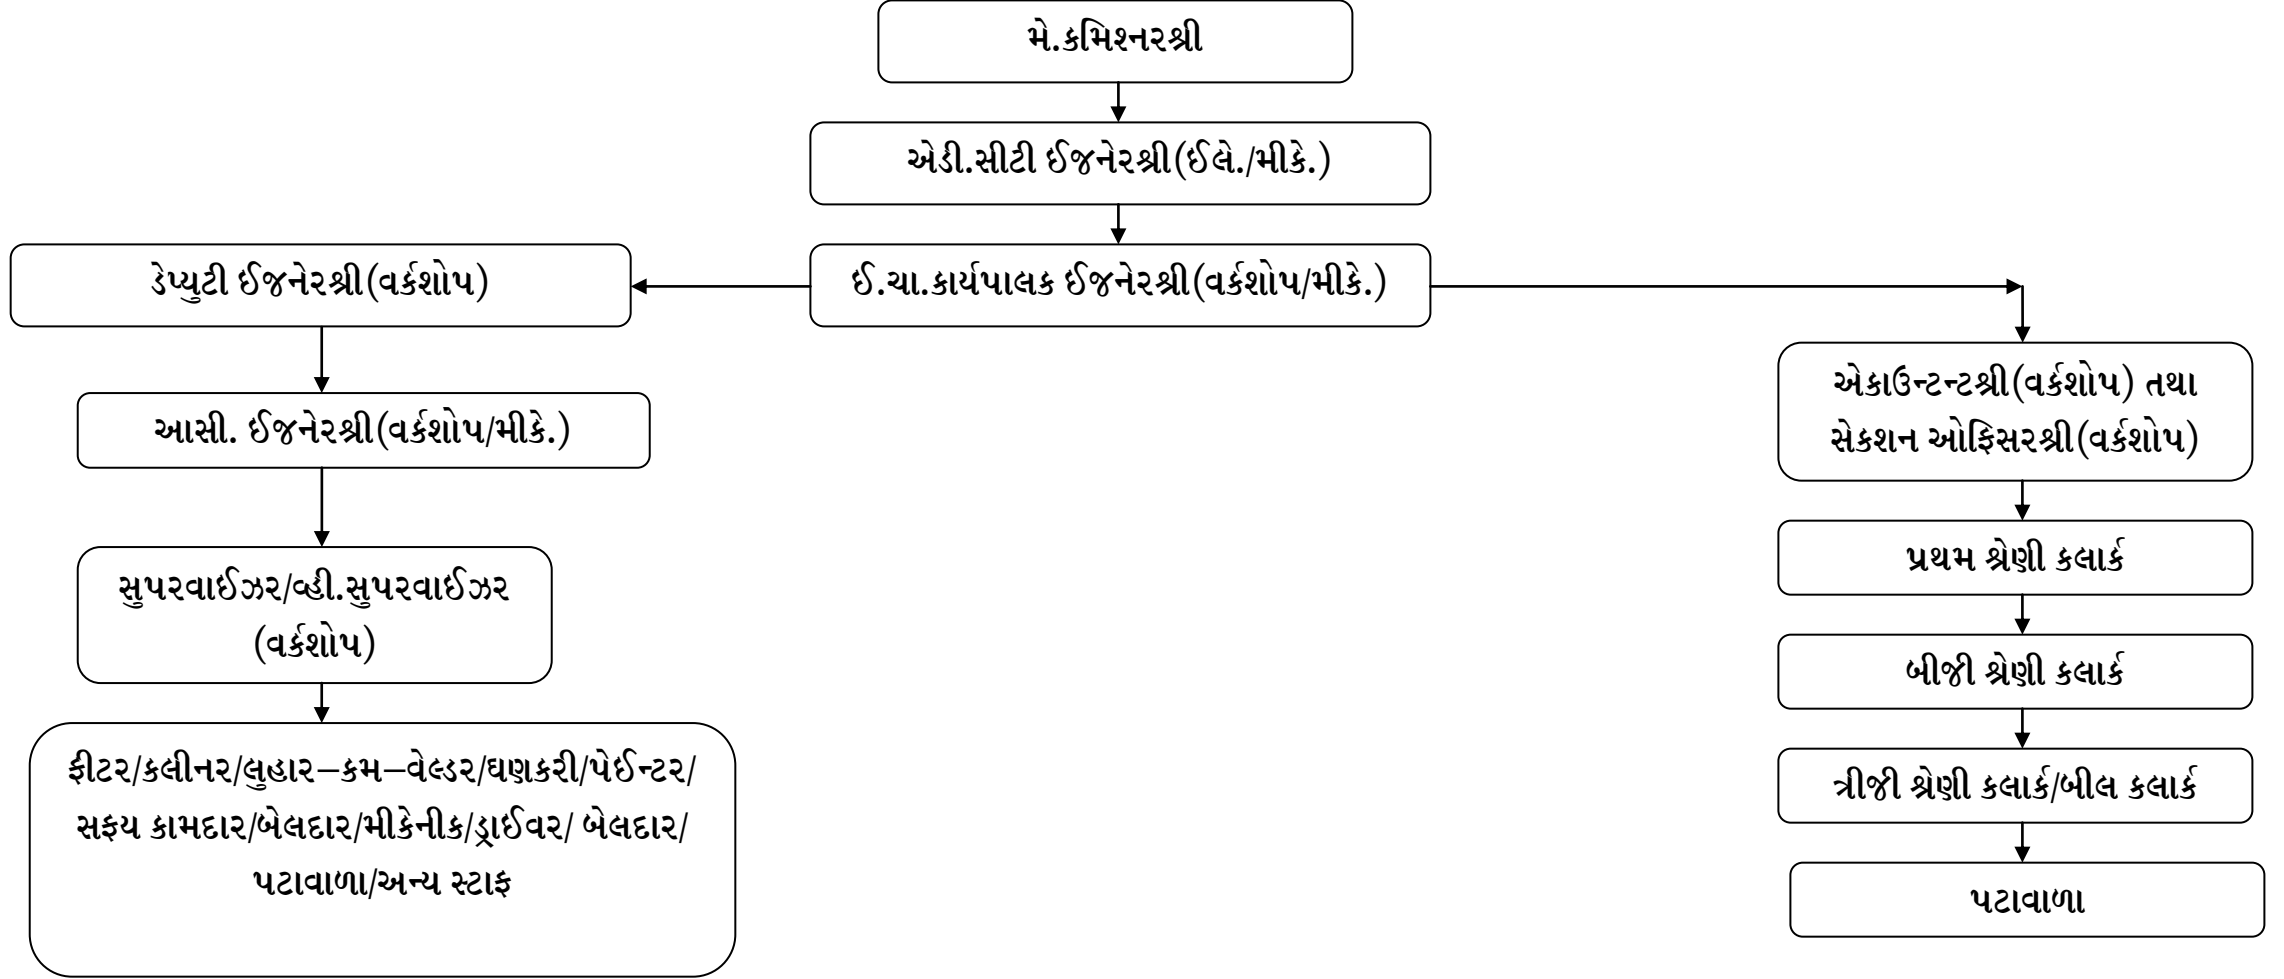 મે.કમિશ્નરશ્રી
એડી.સીટી ઈજનેરશ્રી(ઈલે./મીકે.)
ડેપ્યુટી ઈજનેરશ્રી(વર્કશોપ)
ઈ.ચા.કાર્યપાલક ઈજનેરશ્રી(વર્કશોપ/મીકે.)
આસી. ઈજનેરશ્રી(વર્કશોપ/મીકે.)
સુપરવાઈઝર/વ્હી.સુપરવાઈઝર
(વર્કશોપ)
ફીટર/કલીનર/લુહાર–કમ–વેલ્ડર/ઘણકરી/પેઈન્ટર/
સફય કામદાર/બેલદાર/મીકેનીક/ડ્રાઈવર/ બેલદાર/
પટાવાળા/અન્ય સ્ટાફ
એકાઉન્ટન્ટશ્રી(વર્કશોપ) તથા
સેકશન ઓફિસરશ્રી(વર્કશોપ)
પ્રથમ શ્રેણી કલાર્ક
બીજી શ્રેણી કલાર્ક
ત્રીજી શ્રેણી કલાર્ક/બીલ કલાર્ક
પટાવાળા